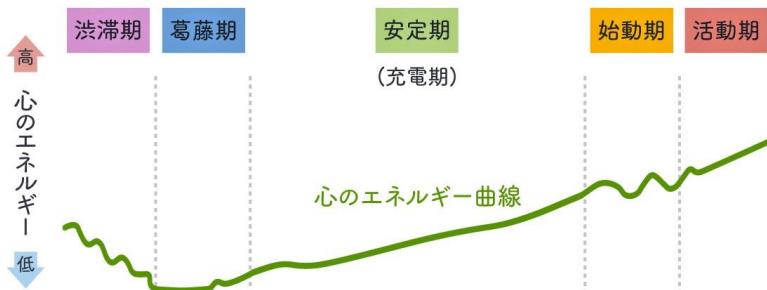 渋滞期
葛藤期
安定期
始動期
活動期
(充電期)
高
心のエネルギー
低
心のエネルギー曲線